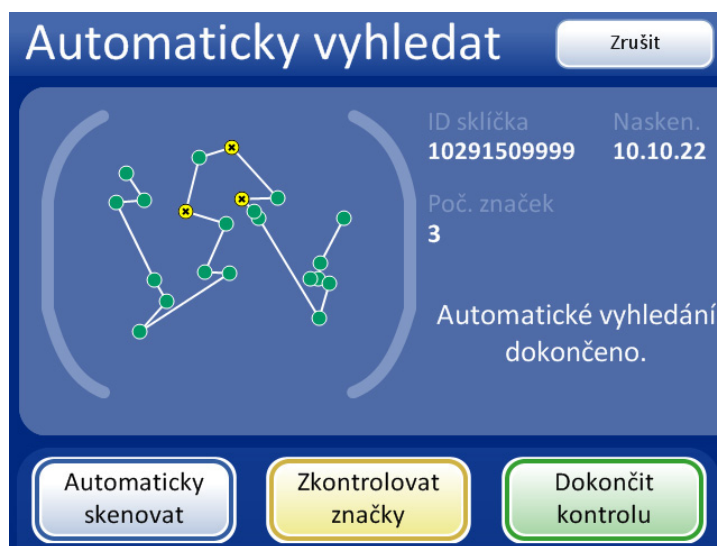 Automaticky vyhledat
Zrušit
ID sklíčka
Nasken.
10291509999
10.10.22
Poč. značek
3
Automatické vyhledání
dokončeno.
Automaticky
skenovat
Zkontrolovat
značky
Dokončit
kontrolu